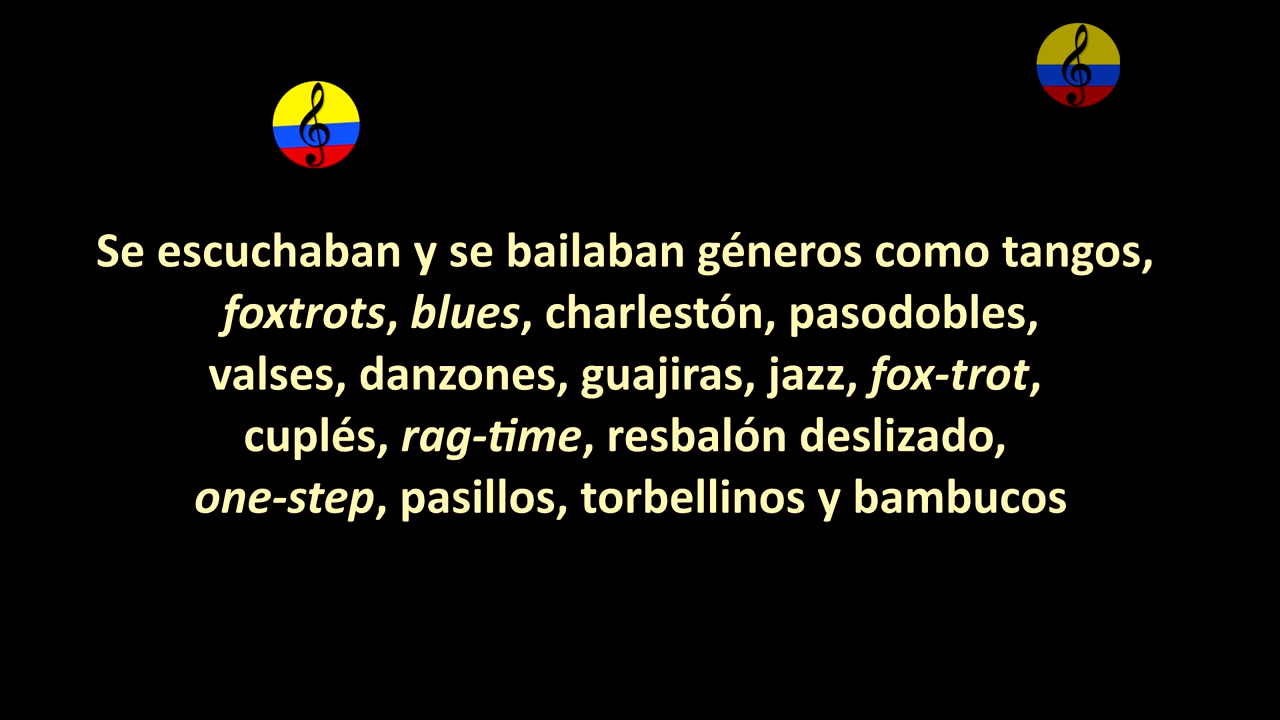 Se escuchaban y se bailaban géneros como tangos,
foxtrots, blues, charlestón, pasodobles,
valses, danzones, guajiras, jazz, fox-trot,
cuplés, rag-time, resbalón deslizado,
one-step, pasillos, torbellinos y bambucos